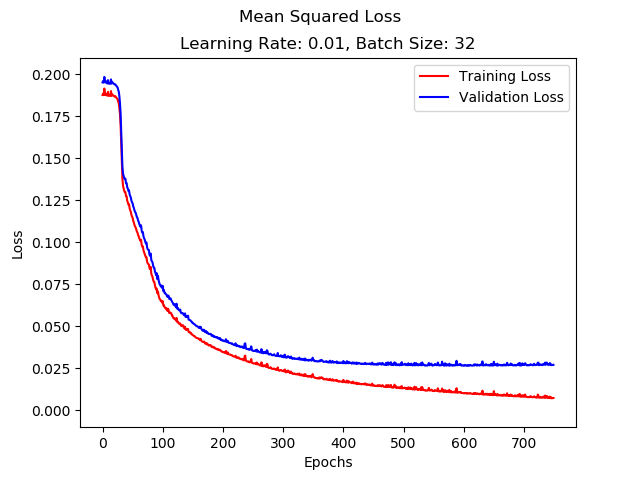 Mean Squared Loss
Learning Rate: 0.01, Batch Size: 32
Training Loss
Validation Loss
0.200
0.175
0.150
0.125
0.100
0.075
0.050
0.025
0.000
Loss
0 100 200 300 400 500 600 700
Epochs